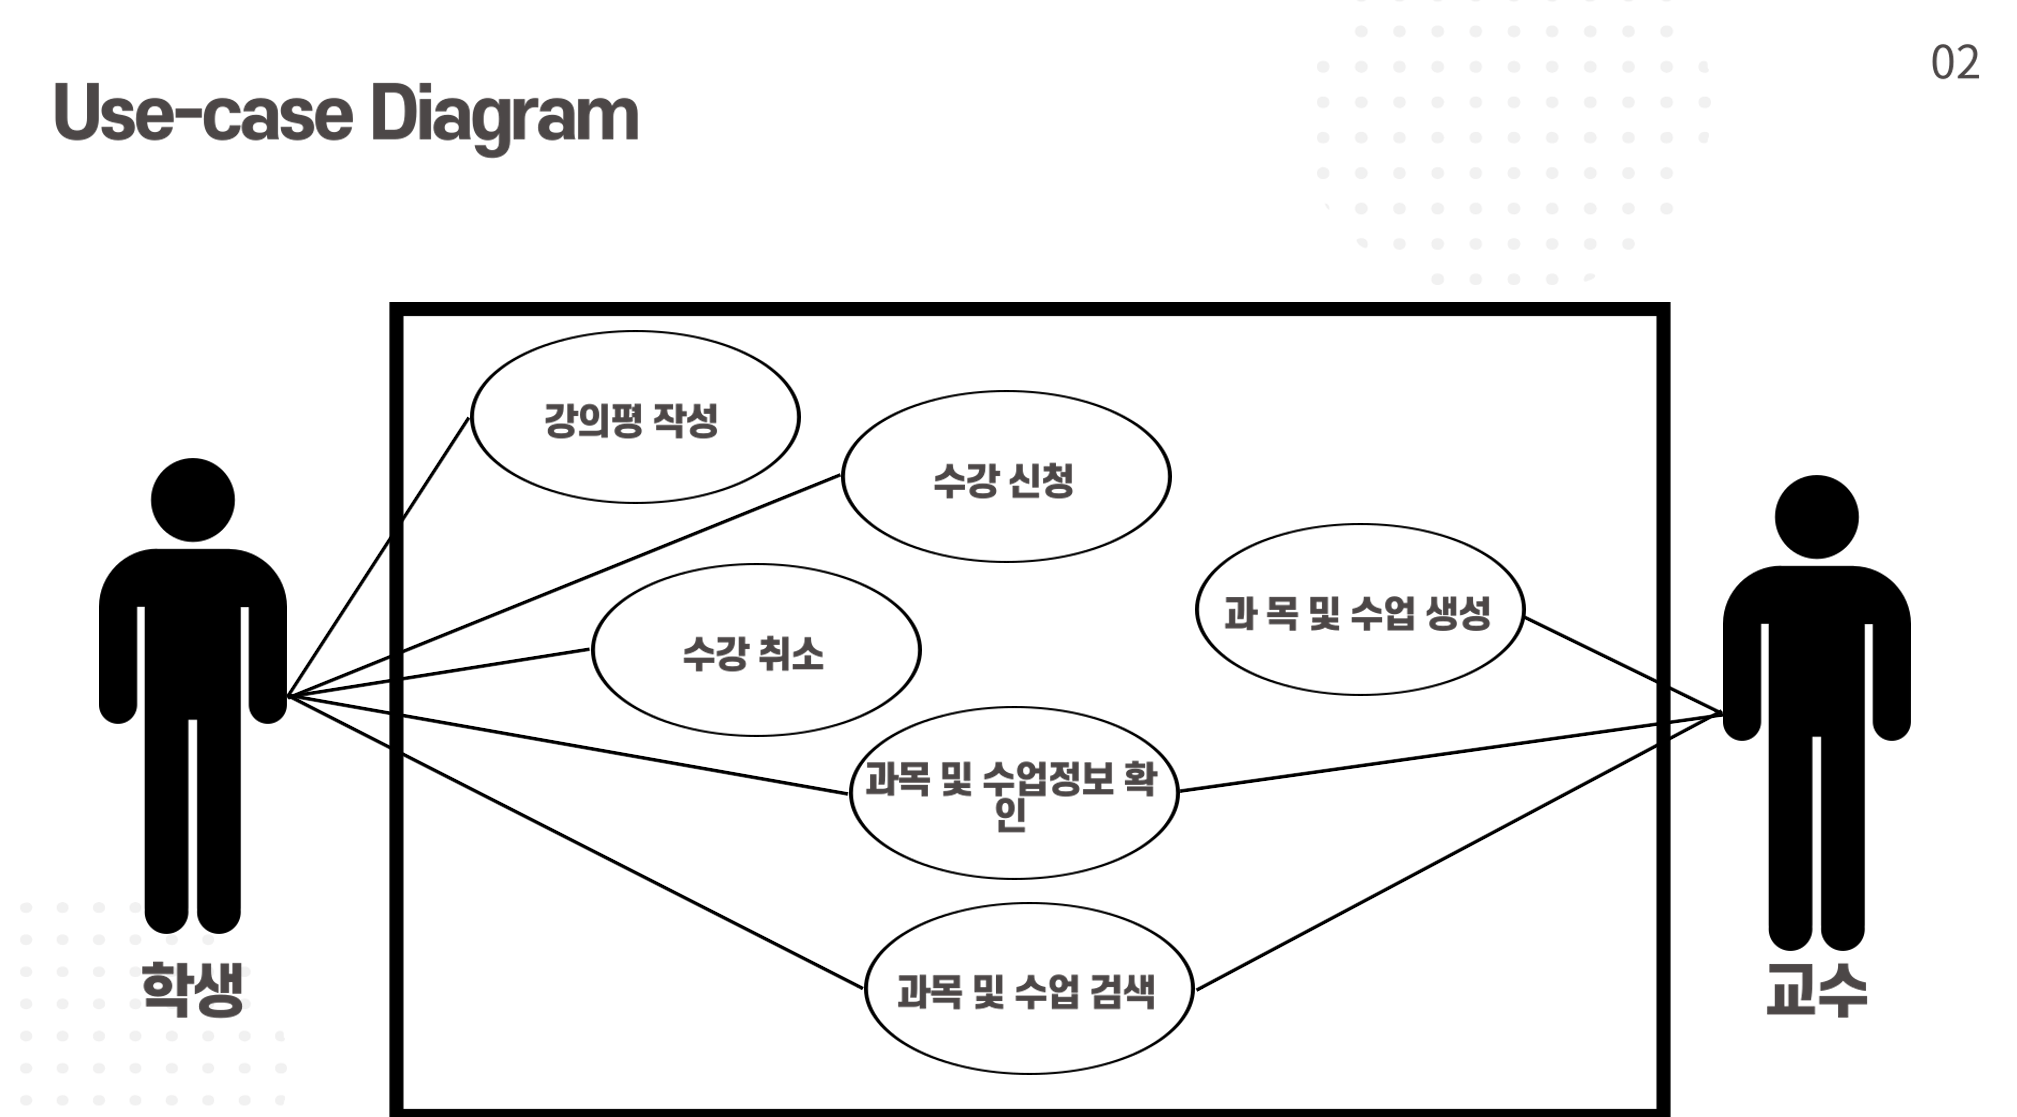 02
Use-case Diagram
강의평 작성
수강 신청
과 목 및 수업 생성
수강 취소
과목 및 수업정보 확
인
과목 및 수업 검색
학생
교수